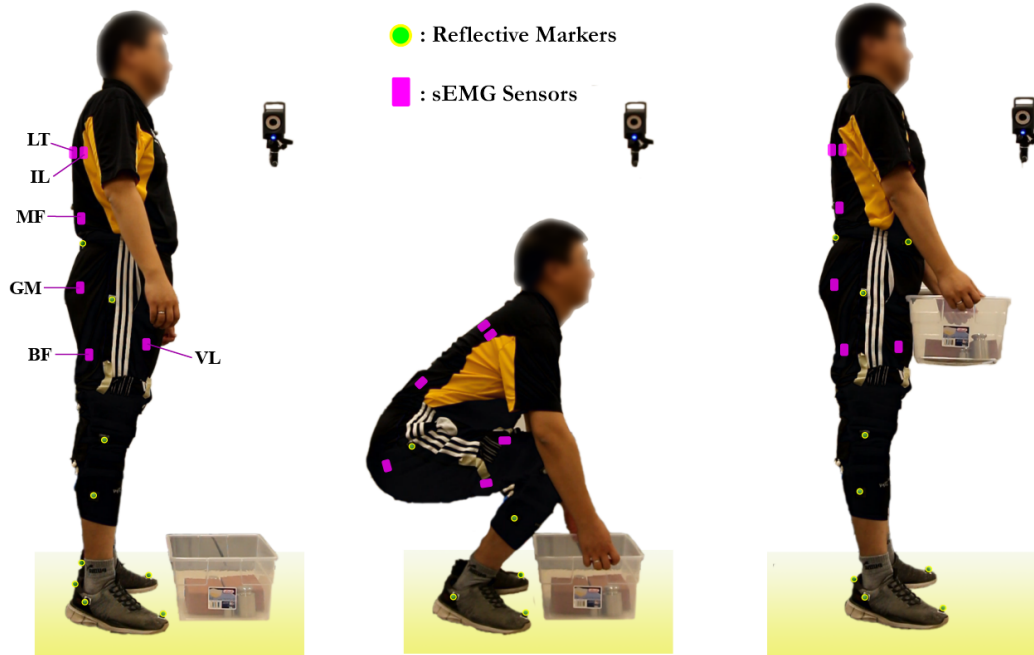 : Reflective Markers
: sEMG Sensors
LT
IL
MF
GM
BF
VL